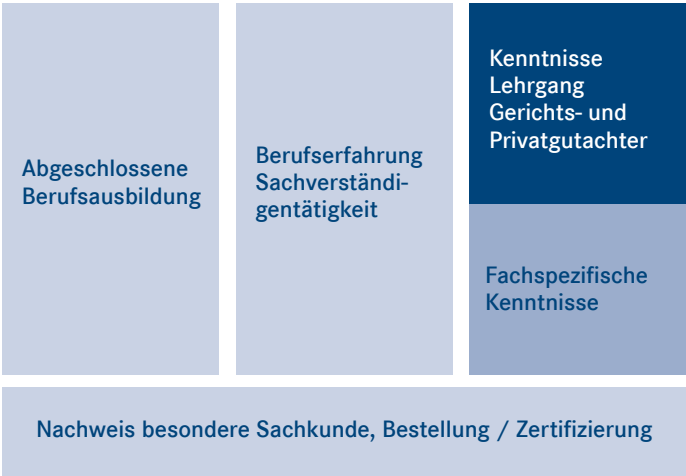 Abgeschlossene
Berufsausbildung
Berufserfahrung
Sachverständi-
gentätigkeit
Kenntnisse
Lehrgang
Gerichts- und
Privatgutachter
Fachspezifische
Kenntnisse
Nachweis besondere Sachkunde, Bestellung / Zertifizierung